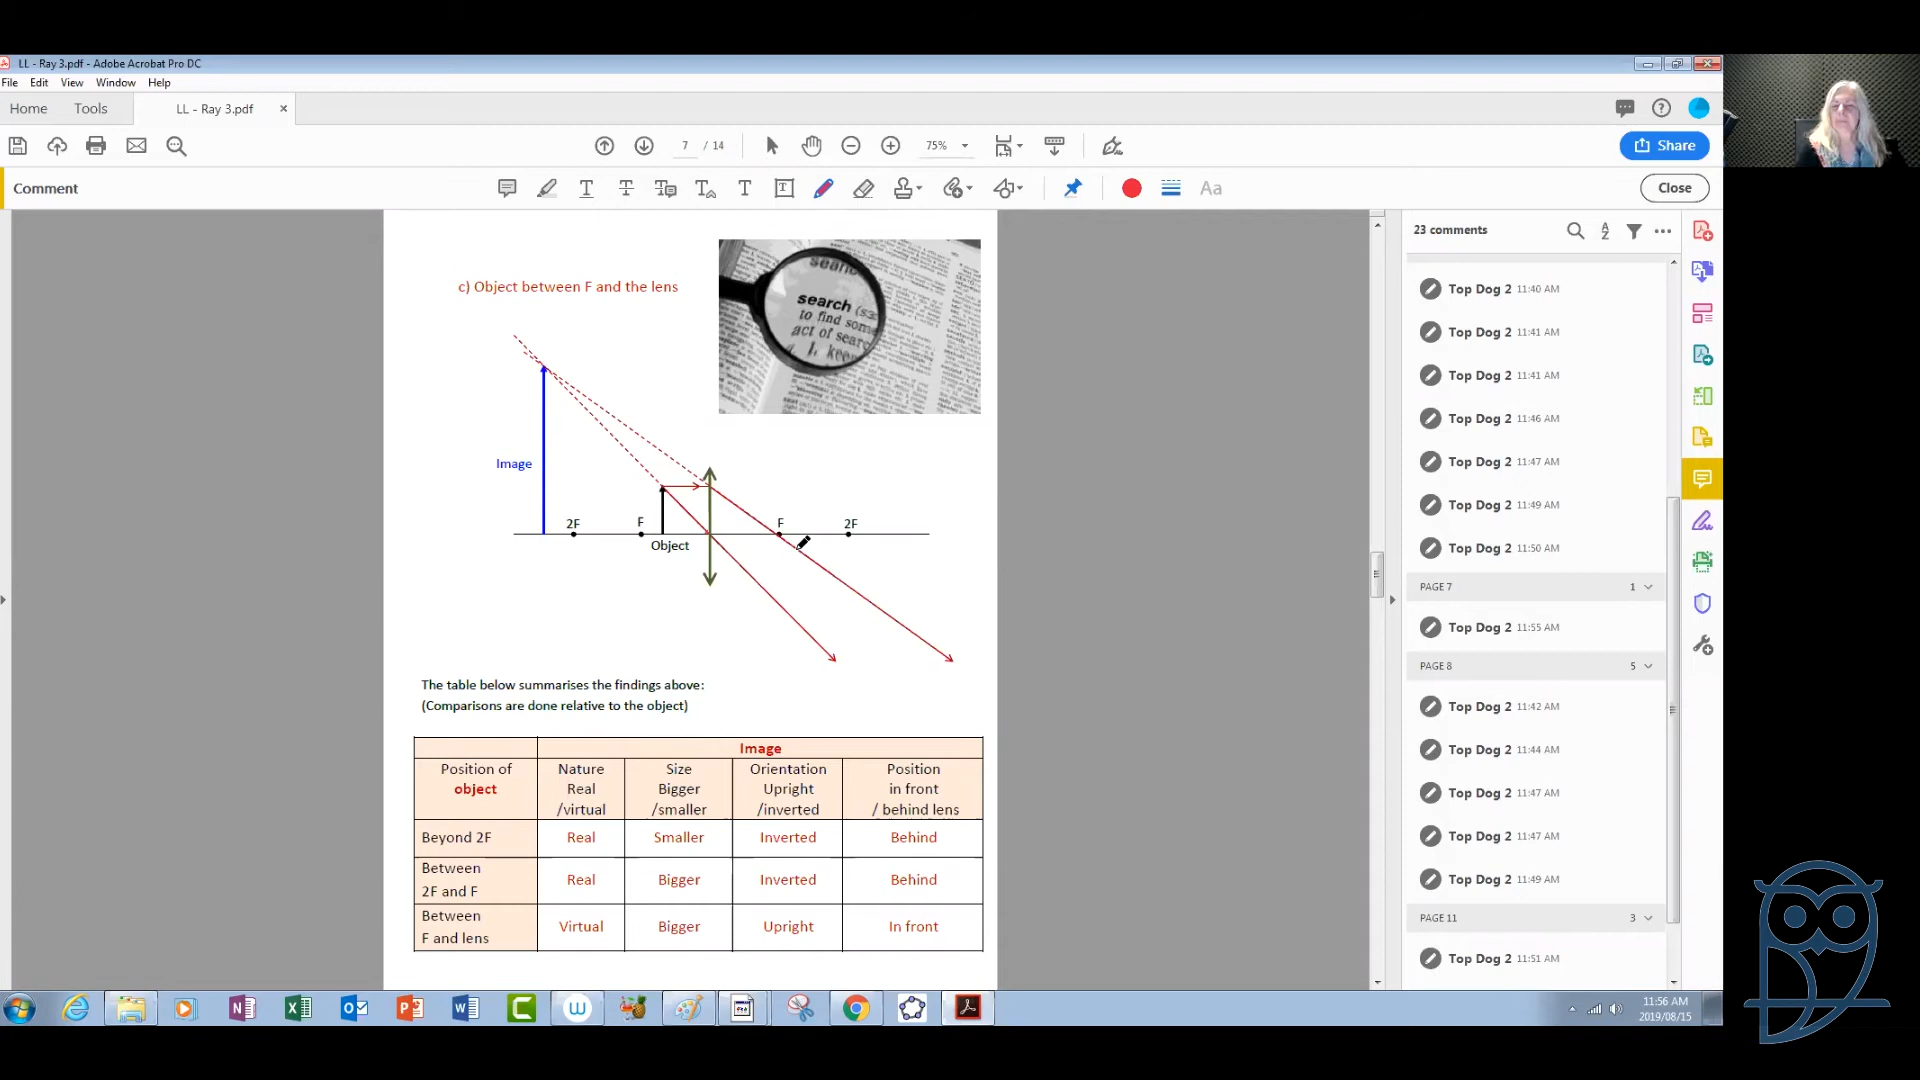 LL - Ray 3.pdf - Adobe Acrobat Pro DC
File Edit View Window Help
Home Tools LL - Ray 3.pdf ×
7 / 14 75% Share
Comment Aa Close
23 comments
c) Object between F and the lens
search
search
to find some
act of sear
I keep
Image
2F F F 2F
Object
The table below summarises the findings above:
(Comparisons are done relative to the object)
Image
Position of object Nature Real /virtual Size Bigger /smaller Orientation Upright /inverted Position in front / behind lens
Beyond 2F Real Smaller Inverted Behind
Between 2F and F Real Bigger Inverted Behind
Between F and lens Virtual Bigger Upright In front
Top Dog 2 11:40 AM
Top Dog 2 11:41 AM
Top Dog 2 11:41 AM
Top Dog 2 11:46 AM
Top Dog 2 11:47 AM
Top Dog 2 11:49 AM
Top Dog 2 11:50 AM
PAGE 7 1
Top Dog 2 11:55 AM
PAGE 8 5
Top Dog 2 11:42 AM
Top Dog 2 11:44 AM
Top Dog 2 11:47 AM
Top Dog 2 11:47 AM
Top Dog 2 11:49 AM
PAGE 11 3
Top Dog 2 11:51 AM
11:56 AM
2019/08/15